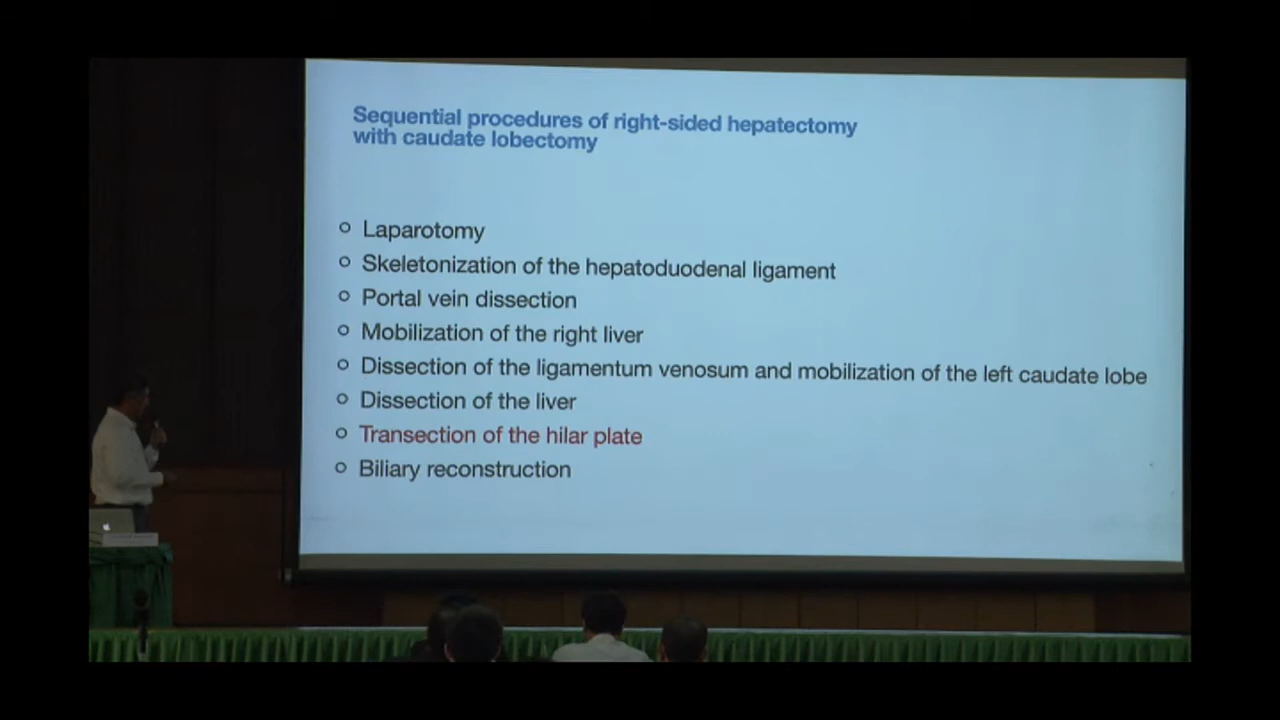 Sequential procedures of right-sided hepatectomy
with caudate lobectomy
Laparotomy
Skeletonization of the hepatoduodenal ligament
Portal vein dissection
Mobilization of the right liver
Dissection of the ligamentum venosum and mobilization of the left caudate lobe
Dissection of the liver
Transection of the hilar plate
Biliary reconstruction